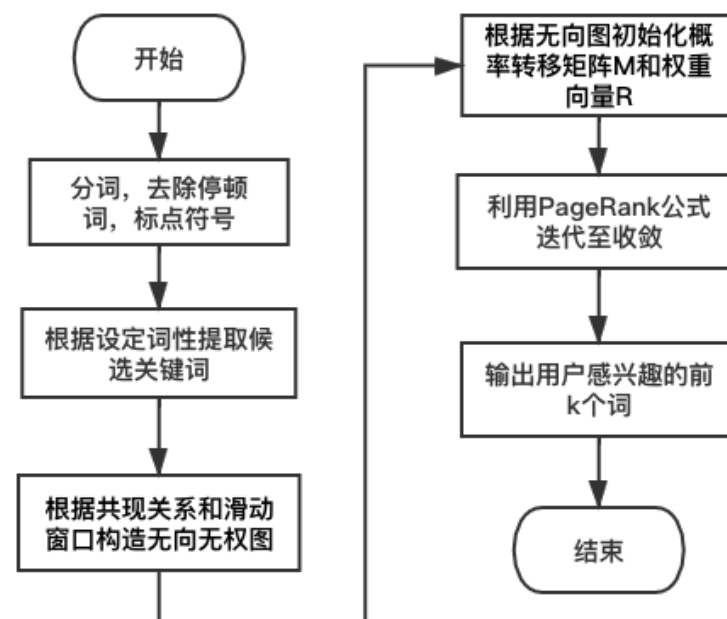 开始
分词，去除停顿
词，标点符号
根据设定词性提取候
选关键词
根据共现关系和滑动
窗口构造无向无权图
根据无向图初始化概
率转移矩阵M和权重
向量R
利用PageRank公式
迭代至收敛
输出用户感兴趣的前
k个词
结束